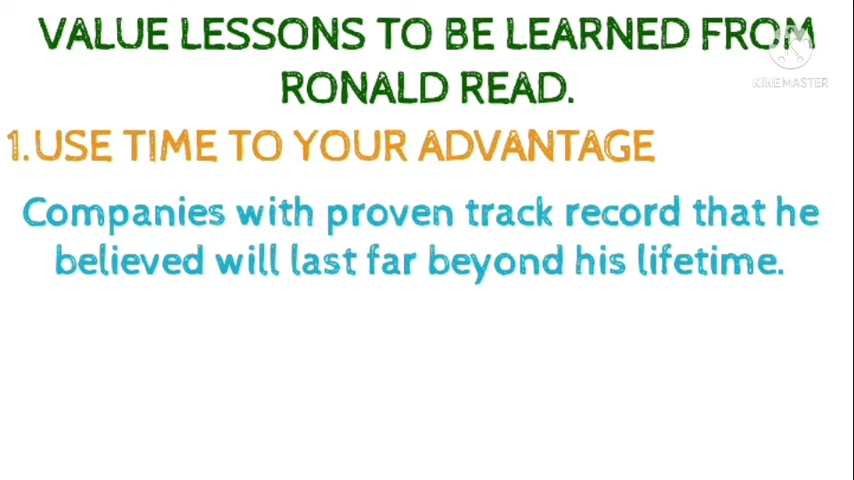 VALUE LESSONS TO BE LEARNED FROM
RONALD READ.
KINEMASTER
1.USE TIME TO YOUR ADVANTAGE
Companies with proven track record that he
believed will last far beyond his lifetime.